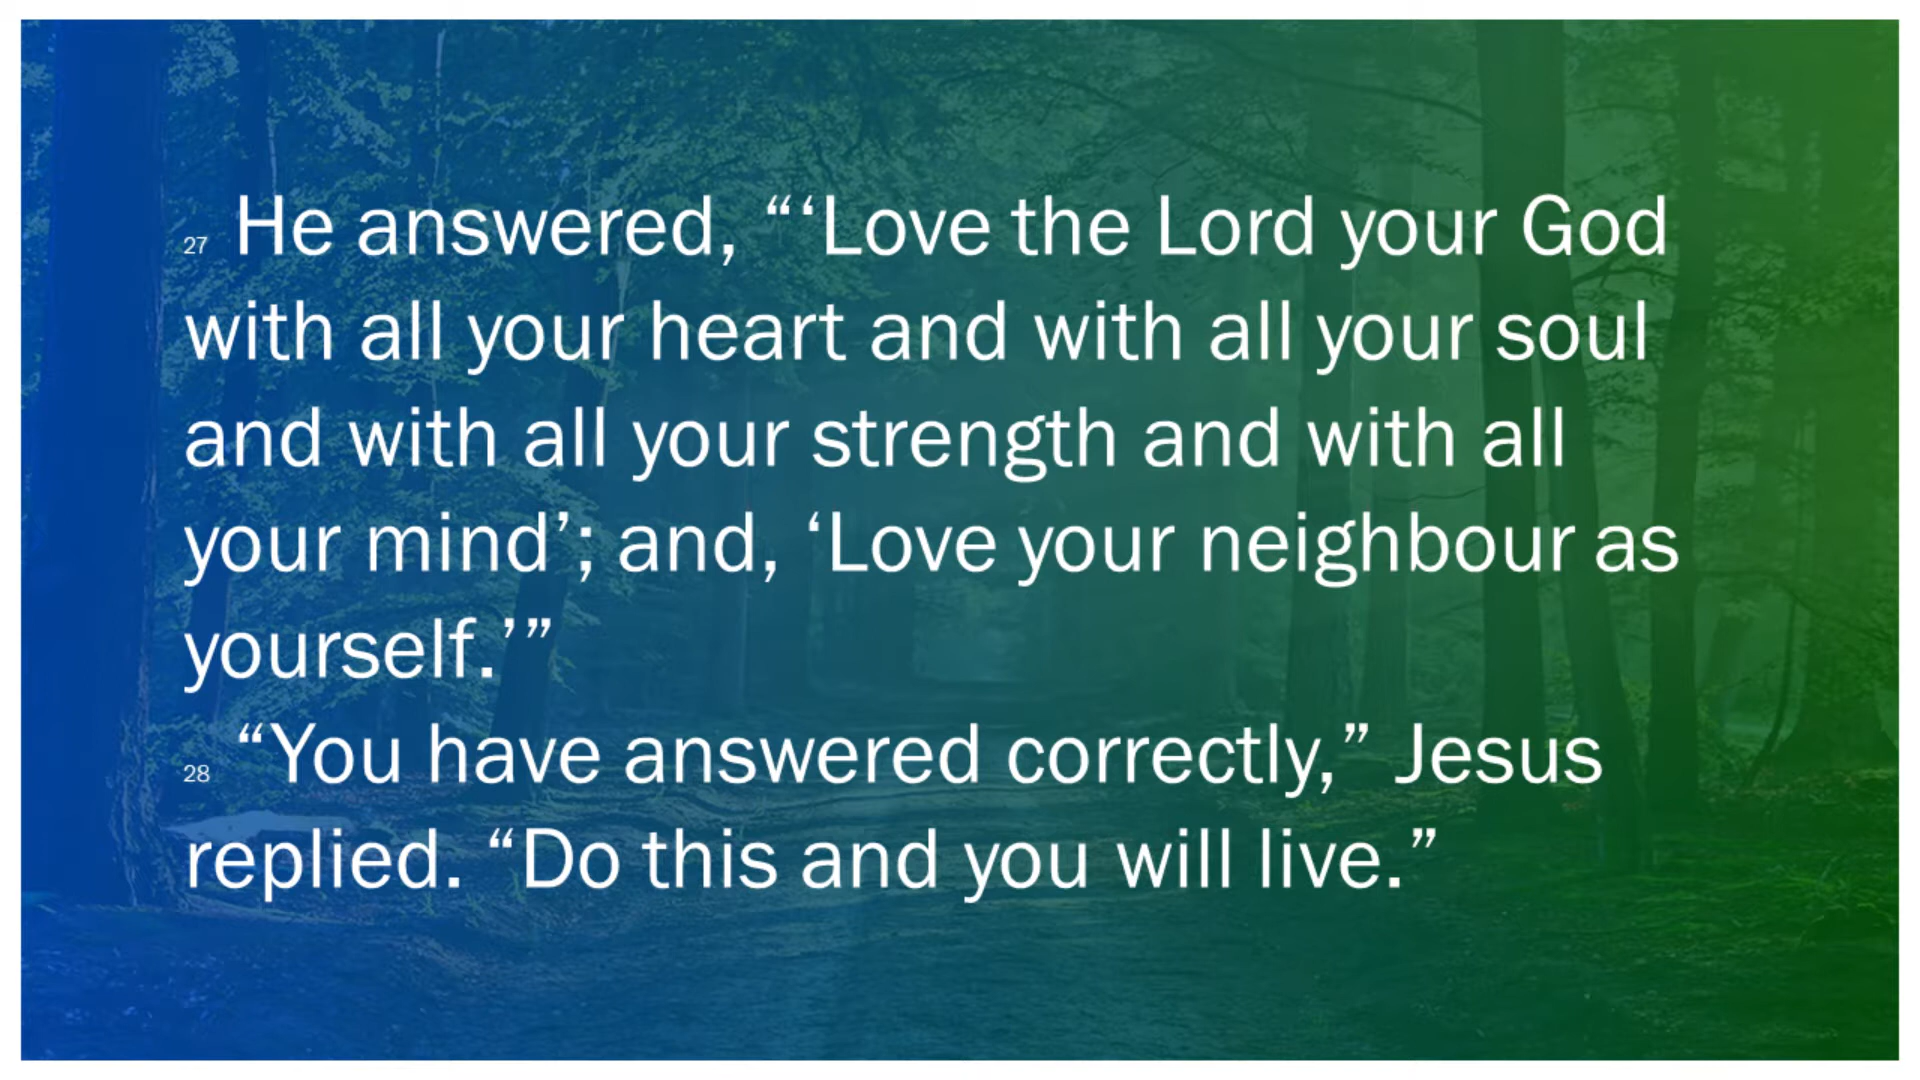 27 He answered, “‘Love the Lord your God
with all your heart and with all your soul
and with all your strength and with all
your mind’; and, ‘Love your neighbour as
yourself.’”
28 “You have answered correctly,” Jesus
replied. “Do this and you will live.”